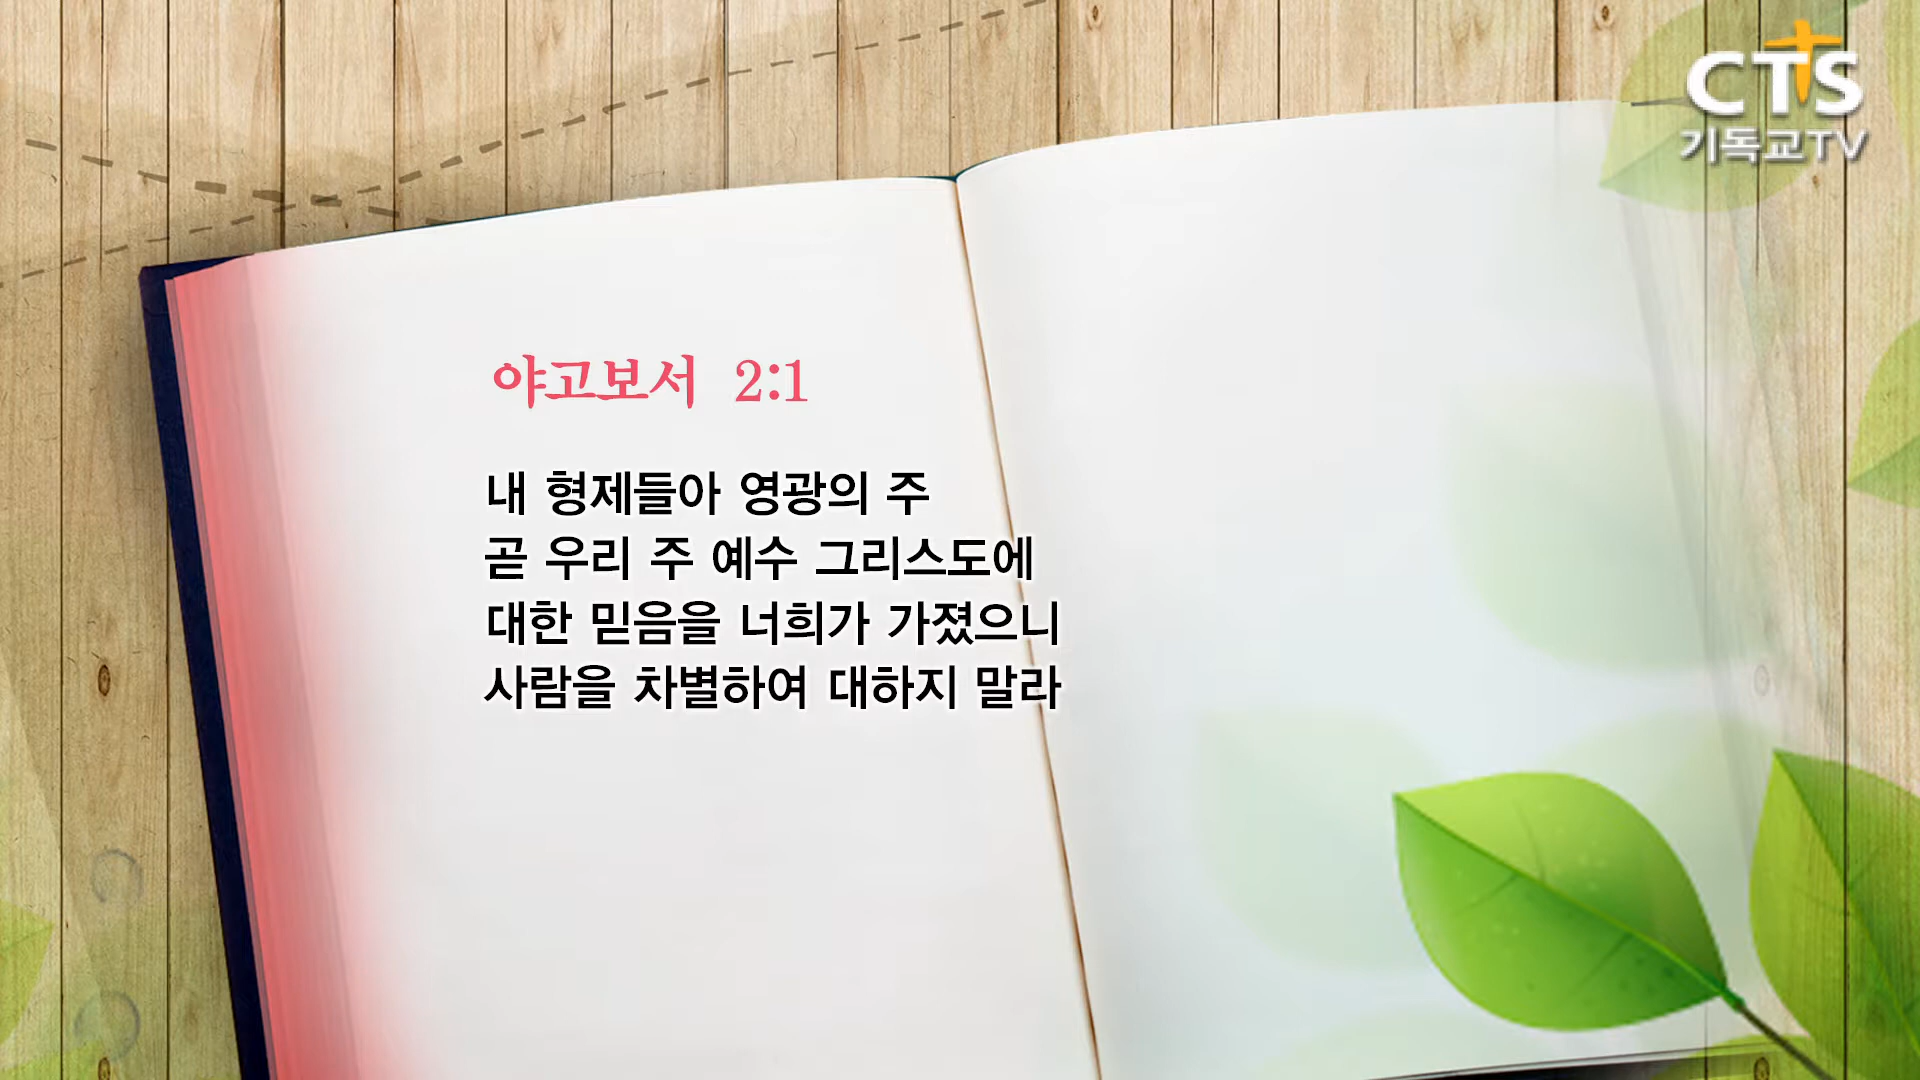 CTS
기독교TV
야고보서 2:1
내 형제들아 영광의 주
곧 우리 주 예수 그리스도에
대한 믿음을 너희가 가졌으니
사람을 차별하여 대하지 말라